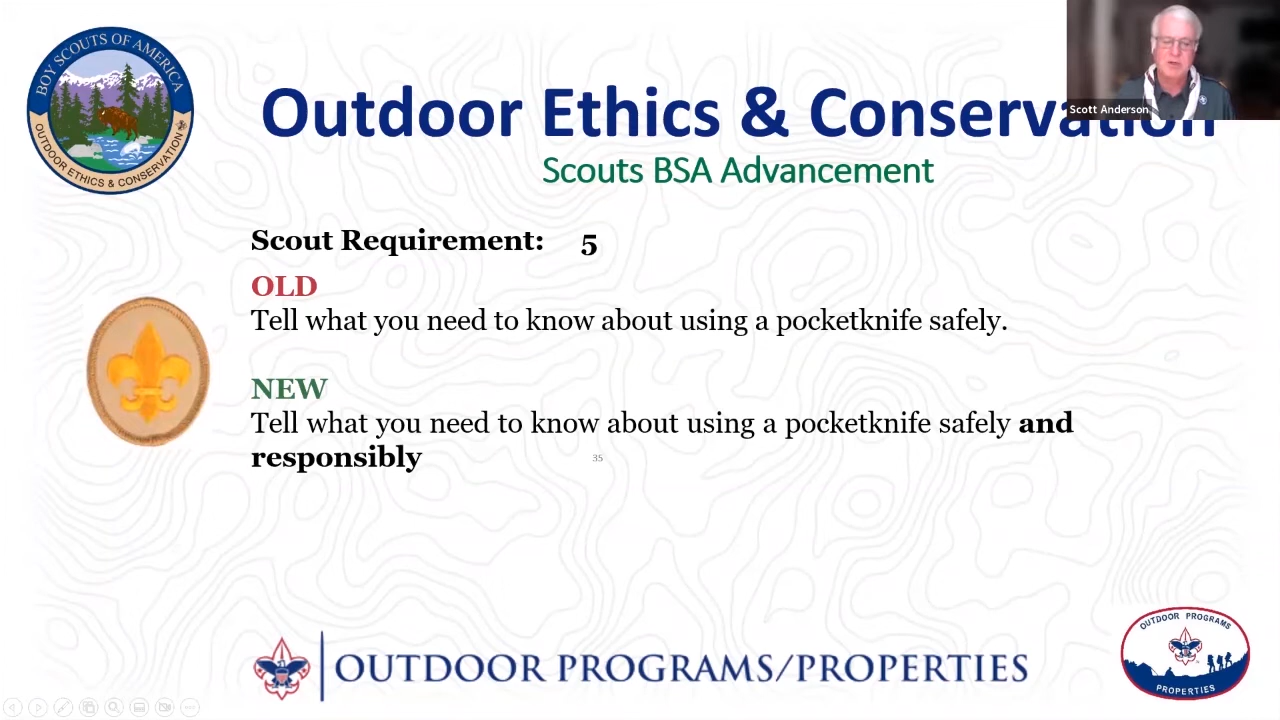 BOY SCOUTS OF AMERICA
OUTDOOR ETHICS & CONSERVATION
Outdoor Ethics & Conservation
Scott Anderson
Scouts BSA Advancement
Scout Requirement: 5
OLD
Tell what you need to know about using a pocketknife safely.
NEW
Tell what you need to know about using a pocketknife safely and
responsibly
35
OUTDOOR PROGRAMS/PROPERTIES
OUTDOOR PROGRAMS
PROPERTIES